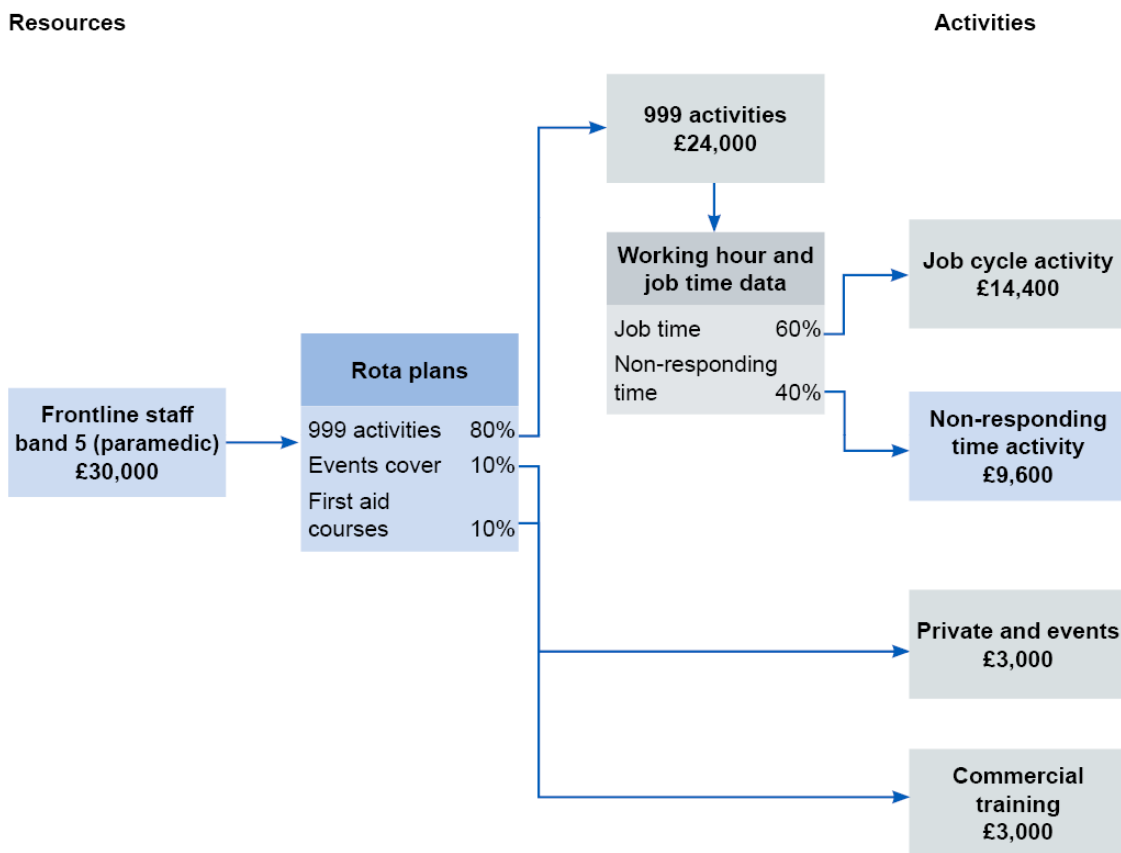 Resources
Activities
999 activities
£24,000
Working hour and
job time data
Job time 60%
Non-responding
time 40%
Job cycle activity
£14,400
Rota plans
999 activities 80%
Events cover 10%
First aid
courses 10%
Frontline staff
band 5 (paramedic)
£30,000
Non-responding
time activity
£9,600
Private and events
£3,000
Commercial
training
£3,000